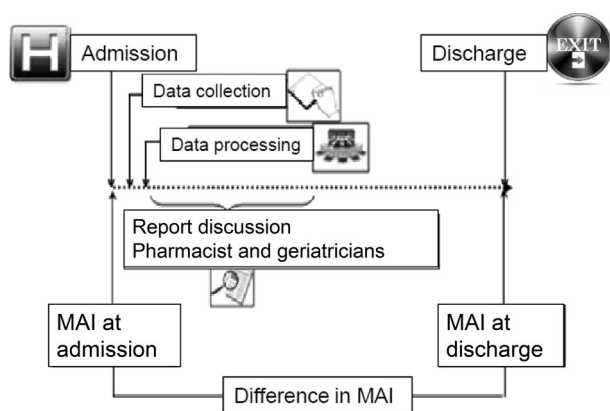 H
Admission
Discharge
EXIT
Data collection
Data processing
Report discussion
Pharmacist and geriatricians
MAI at
admission
MAI at
discharge
Difference in MAI